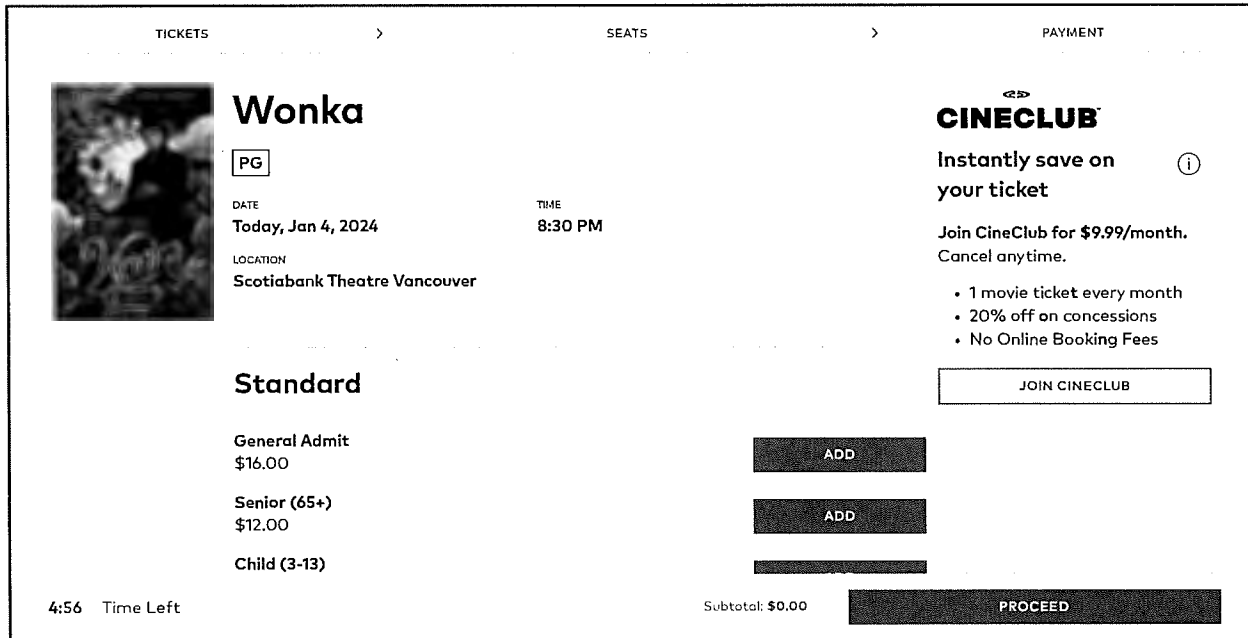 TICKETS > SEATS > PAYMENT
Wonka
PG
DATE
Today, Jan 4, 2024
TIME
8:30 PM
LOCATION
Scotiabank Theatre Vancouver
CINECLUB
Instantly save on
your ticket
i
Join CineClub for $9.99/month.
Cancel anytime.
• 1 movie ticket every month
• 20% off on concessions
• No Online Booking Fees
JOIN CINECLUB
Standard
General Admit
$16.00
ADD
Senior (65+)
$12.00
ADD
Child (3-13)
4:56 Time Left
Subtotal: $0.00
PROCEED